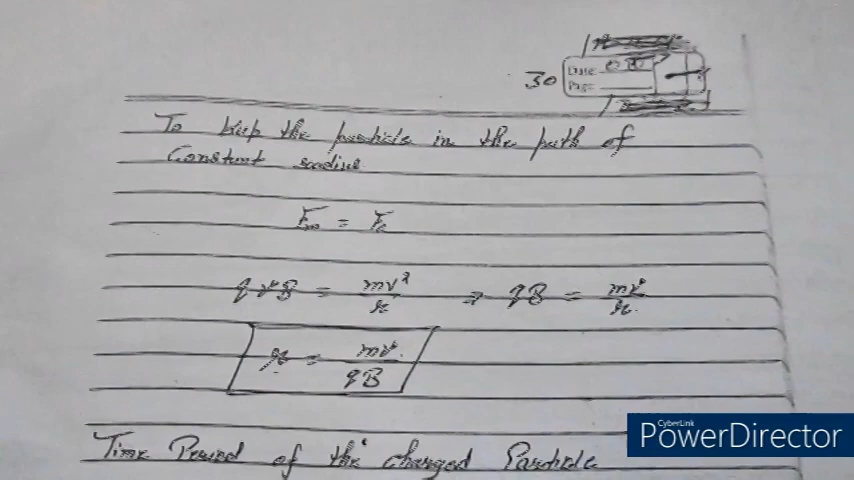 30
Date
Page
To keep the particle in the path of
Constant radius
Fm = Fc
qvB = mv²/r ⇒ qB = mv/r
r = mv/qB
Time Period of the charged Particle
CyberLink
PowerDirector